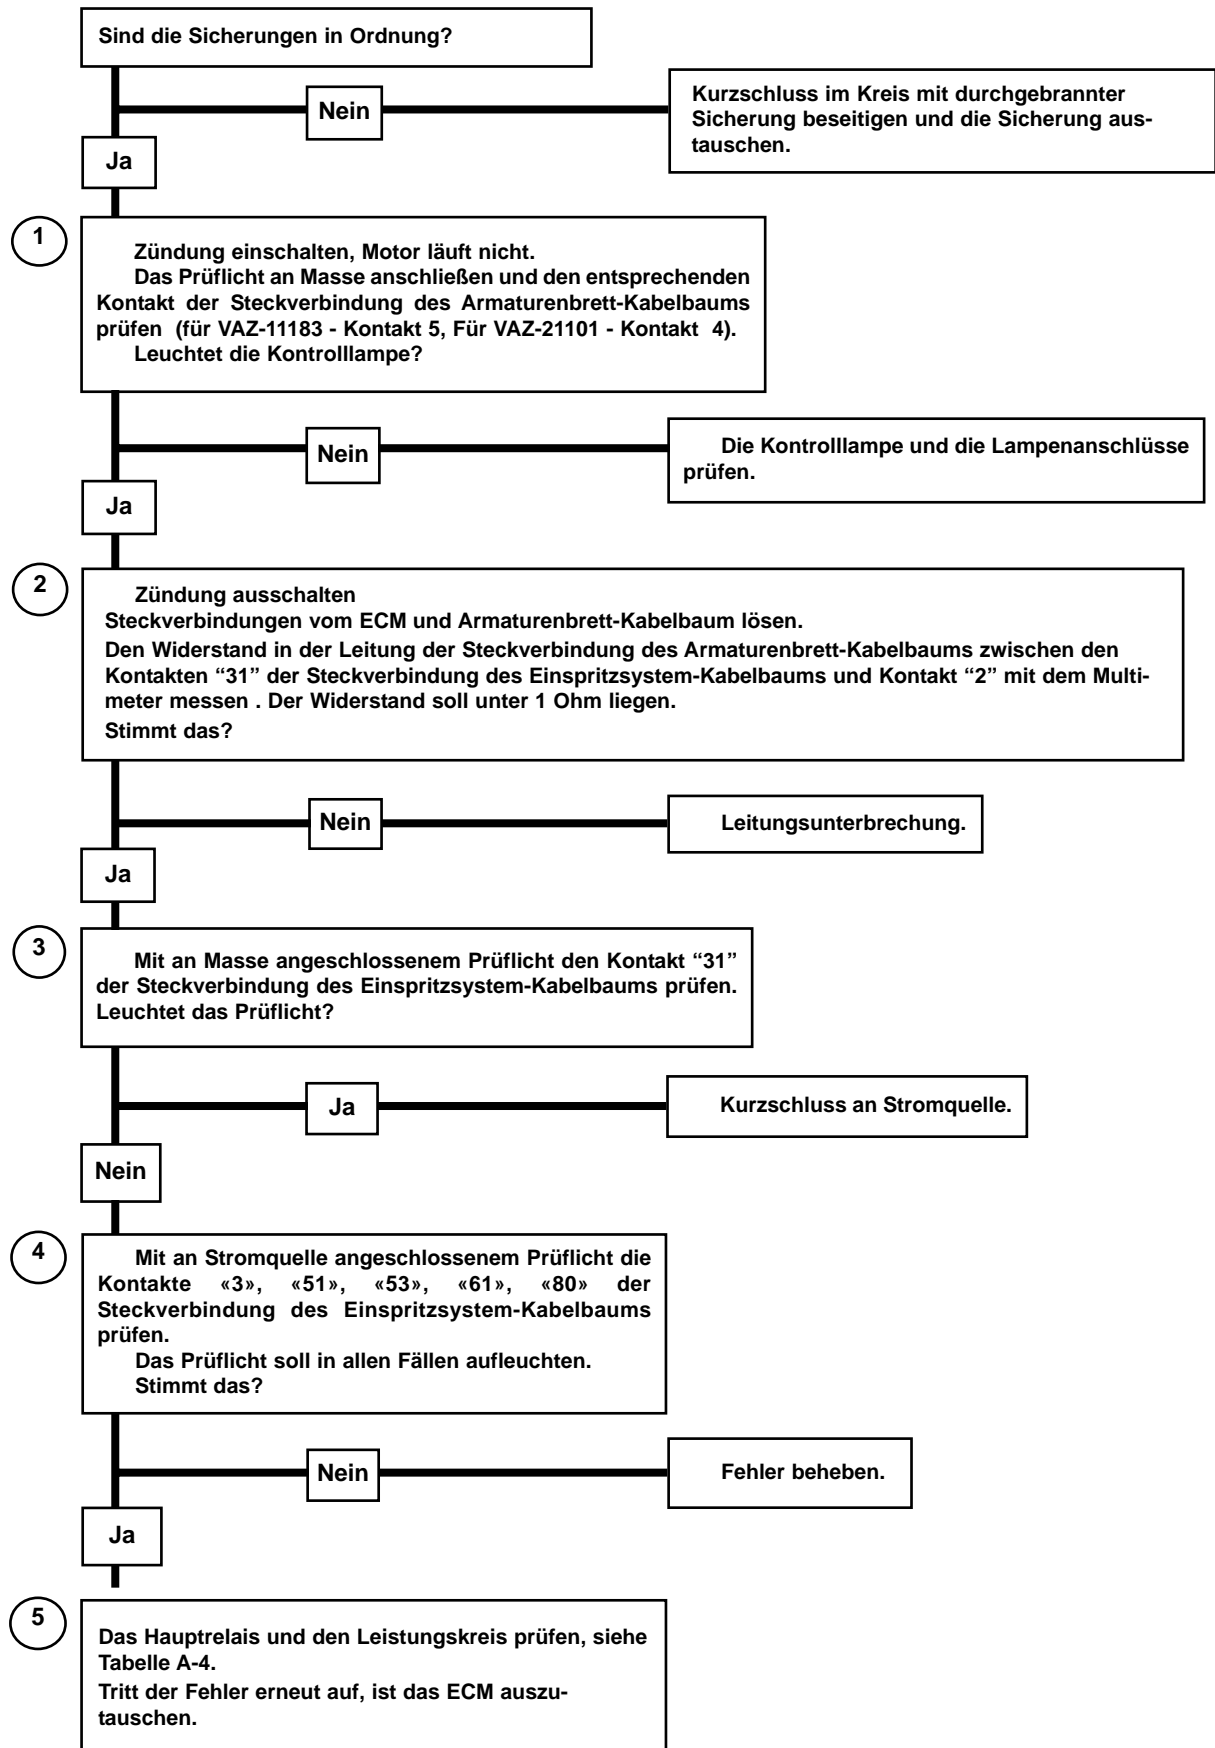 Sind die Sicherungen in Ordnung?
Nein
Kurzschluss im Kreis mit durchgebrannter
Sicherung beseitigen und die Sicherung aus-
tauschen.
Ja
1
Zündung einschalten, Motor läuft nicht.
Das Prüflicht an Masse anschließen und den entsprechenden
Kontakt der Steckverbindung des Armaturenbrett-Kabelbaums
prüfen (für VAZ-11183 - Kontakt 5, Für VAZ-21101 - Kontakt 4).
Leuchtet die Kontrolllampe?
Nein
Die Kontrolllampe und die Lampenanschlüsse
prüfen.
Ja
2
Zündung ausschalten
Steckverbindungen vom ECM und Armaturenbrett-Kabelbaum lösen.
Den Widerstand in der Leitung der Steckverbindung des Armaturenbrett-Kabelbaums zwischen den
Kontakten “31” der Steckverbindung des Einspritzsystem-Kabelbaums und Kontakt “2” mit dem Multi-
meter messen . Der Widerstand soll unter 1 Ohm liegen.
Stimmt das?
Nein
Leitungsunterbrechung.
Ja
3
Mit an Masse angeschlossenem Prüflicht den Kontakt “31”
der Steckverbindung des Einspritzsystem-Kabelbaums prüfen.
Leuchtet das Prüflicht?
Ja
Kurzschluss an Stromquelle.
Nein
4
Mit an Stromquelle angeschlossenem Prüflicht die
Kontakte «3», «51», «53», «61», «80» der
Steckverbindung des Einspritzsystem-Kabelbaums
prüfen.
Das Prüflicht soll in allen Fällen aufleuchten.
Stimmt das?
Nein
Fehler beheben.
Ja
5
Das Hauptrelais und den Leistungskreis prüfen, siehe
Tabelle A-4.
Tritt der Fehler erneut auf, ist das ECM auszu-
tauschen.